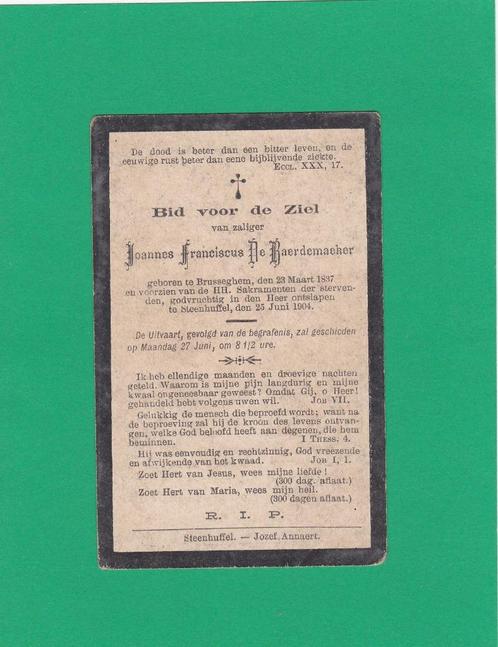 De dood is beter dan een bitter leven, en de
eeuwige rust beter dan eene bijblijvende ziekte.
ECCL. XXX, 17.
Bid voor de Ziel
van zaliger
Joannes Franciscus De Baerdemaeker
geboren te Brusseghem, den 23 Maart 1837
en voorzien van de HH. Sakramenten der sterven-
den, godvruchtig in den Heer ontslapen
te Steenhuffel, den 25 Juni 1904.
De Uitvaart, gevolgd van de begrafenis, zal geschieden
op Maandag 27 Juni, om 8 1/2 ure.
Ik heb ellendige maanden en droevige nachten
geteld. Waarom is mijne pijn langdurig en mijne
kwaal ongeneesbaar geweest? Omdat Gij, o Heer!
gehandeld hebt volgens uwen wil. JOB VII.
Gelukkig de mensch die beproefd wordt; want na
de beproeving zal hij de kroon des levens ontvan-
gen, welke God beloofd heeft aan degenen, die hem
beminnen. I THESS. 4.
Hij was eenvoudig en rechtzinnig, God vreezende
en afwijkende van het kwaad. JOB I, 1.
Zoet Hert van Jesus, wees mijne liefde!
(300 dag. aflaat.)
Zoet Hert van Maria, wees mijn heil.
(300 dagen aflaat.)
R. I. P.
Steenhuffel. — Jozef Annaert.